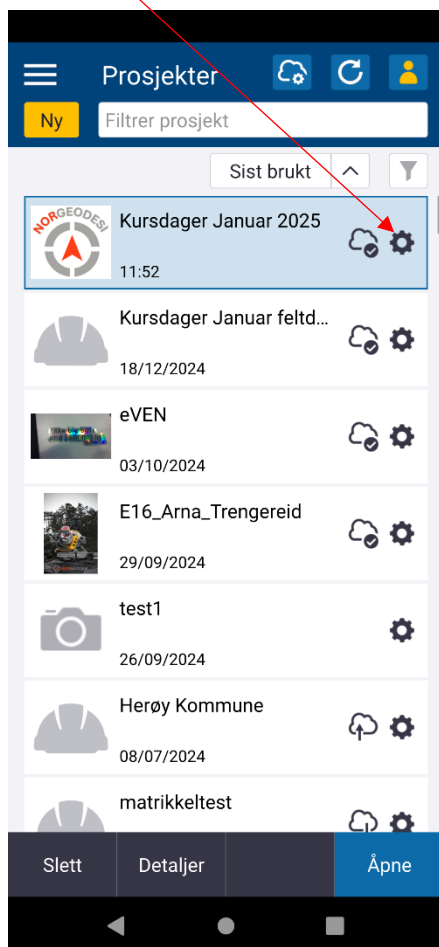 Prosjekter
Ny
Filtrer prosjekt
Sist brukt
NORGEODESI
Kursdager Januar 2025
11:52
Kursdager Januar feltd...
18/12/2024
eVEN
03/10/2024
E16_Arna_Trengereid
29/09/2024
test1
26/09/2024
Herøy Kommune
08/07/2024
matrikkeltest
Slett
Detaljer
Åpne